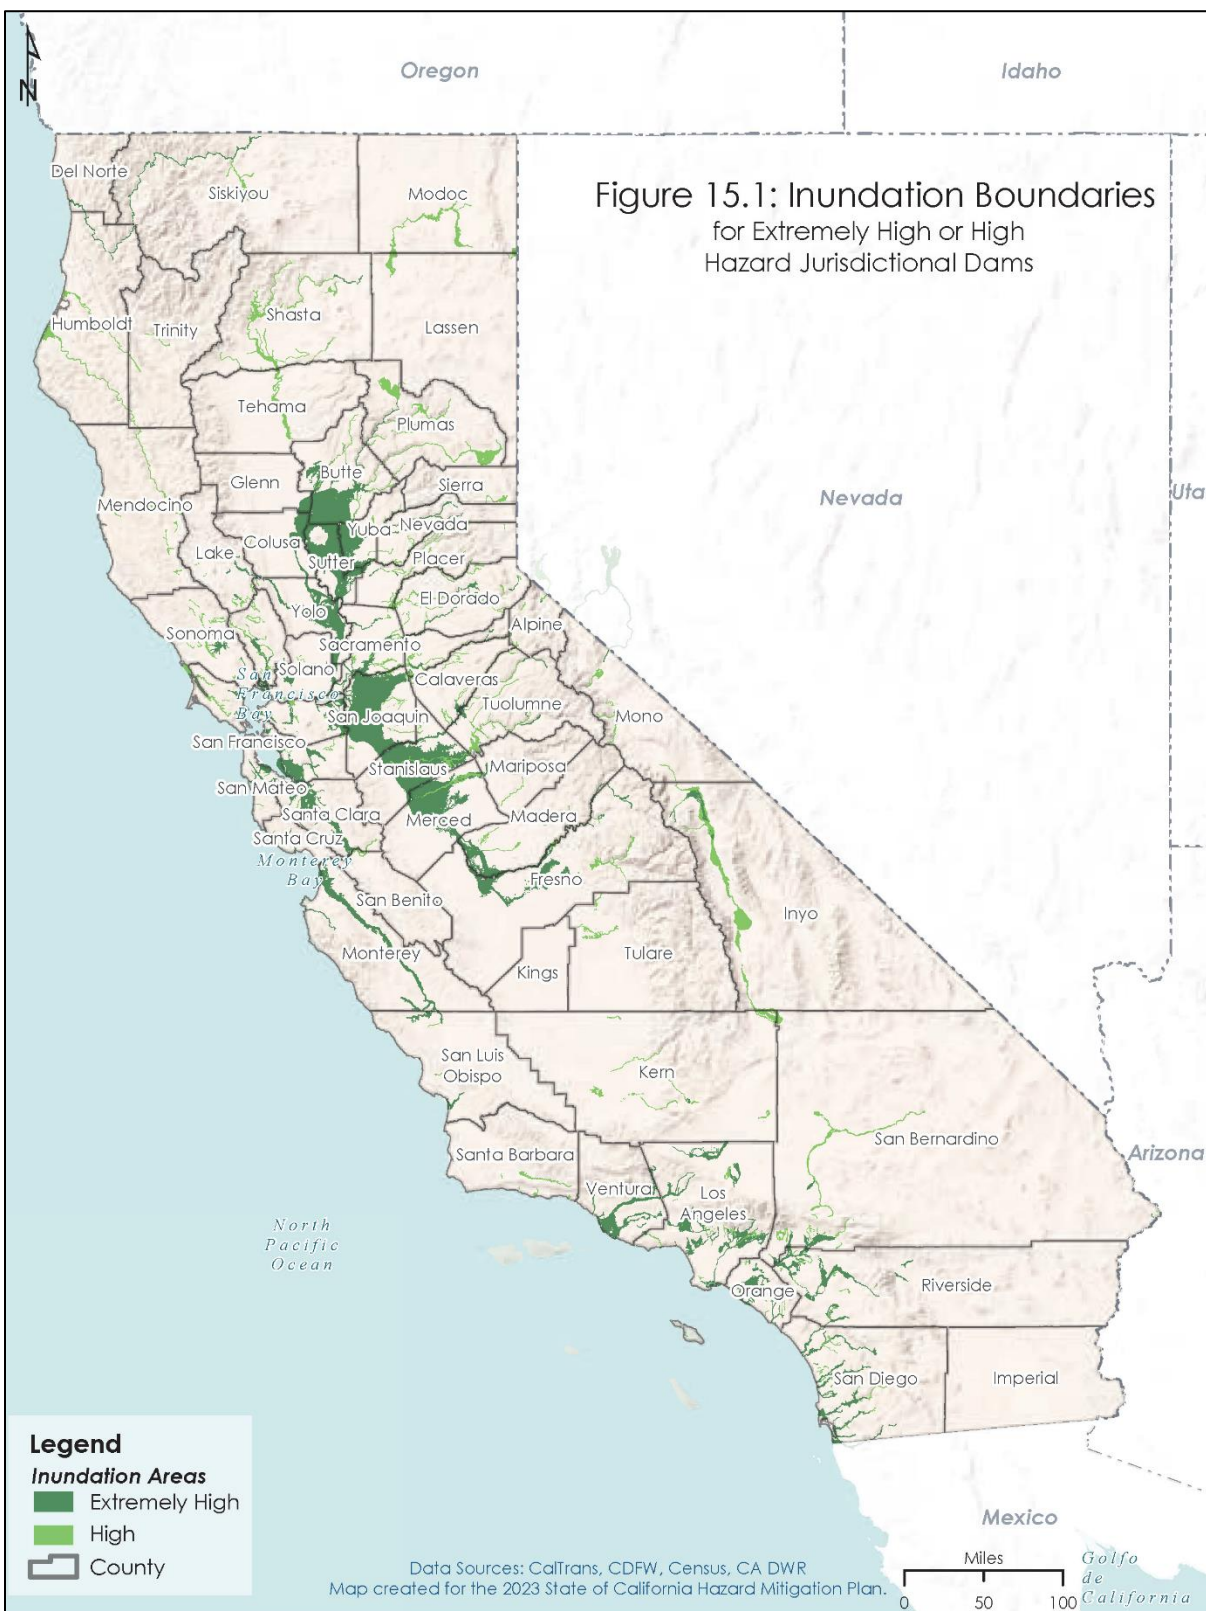 N
Oregon
Idaho
Figure 15.1: Inundation Boundaries
for Extremely High or High
Hazard Jurisdictional Dams
Del Norte
Siskiyou
Modoc
Humboldt
Trinity
Shasta
Lassen
Tehama
Plumas
Butte
Glenn
Sierra
Mendocino
Nevada
Uta
Colusa
Yuba
Nevada
Lake
Sutter
Placer
Yolo
El Dorado
Sonoma
Alpine
Sacramento
San
Francisco
Bay
Solano
Calaveras
Tuolumne
San Joaquin
Mono
San Francisco
Stanislaus
Mariposa
San Mateo
Santa Clara
Merced
Madera
Santa Cruz
Monterey
Bay
Fresno
San Benito
Inyo
Monterey
Kings
Tulare
San Luis
Obispo
Kern
San Bernardino
Arizona
Santa Barbara
Ventura
Los
Angeles
North
Pacific
Ocean
Orange
Riverside
San Diego
Imperial
Legend
Inundation Areas
Extremely High
High
County
Mexico
Data Sources: CalTrans, CDFW, Census, CA DWR
Map created for the 2023 State of California Hazard Mitigation Plan.
Miles
0 50 100
Golfo
de
California